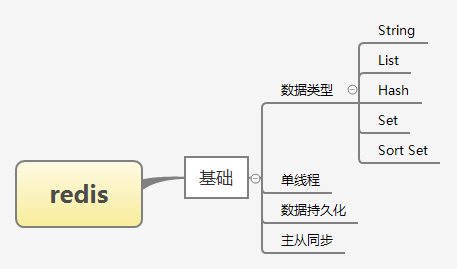 redis
基础
数据类型
String
List
Hash
Set
Sort Set
单线程
数据持久化
主从同步